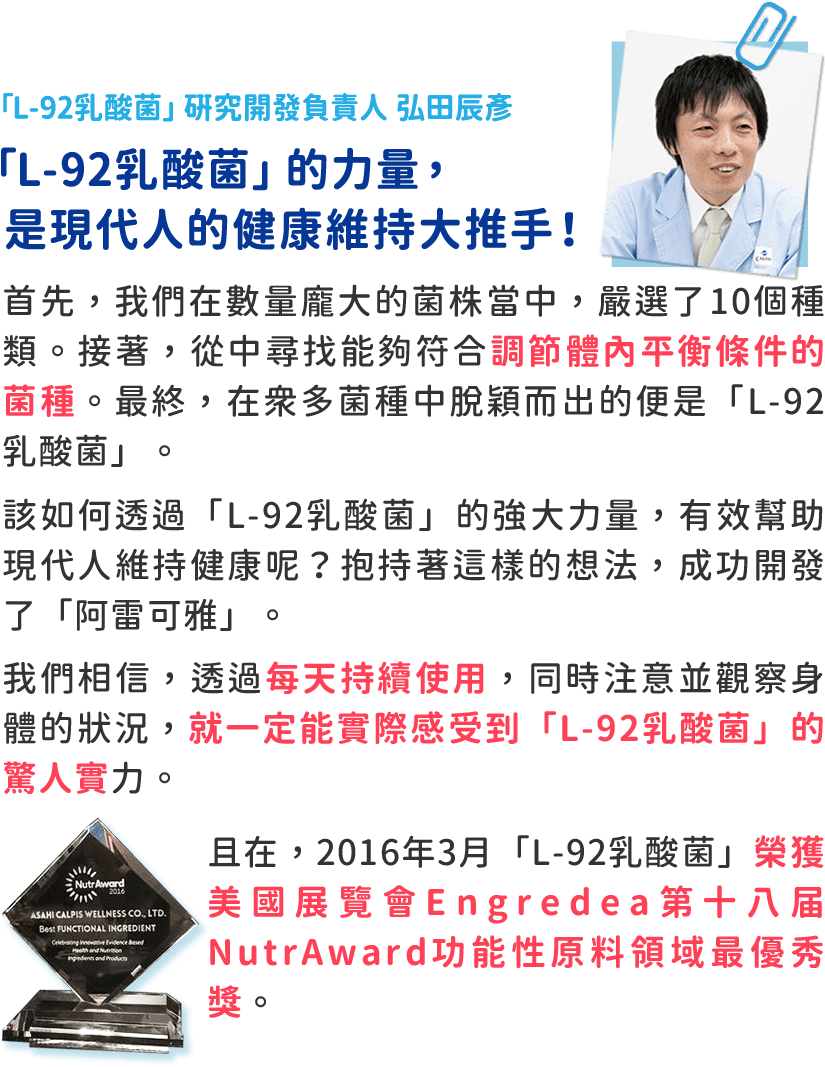 「L-92乳酸菌」研究開發負責人 弘田辰彥
「L-92乳酸菌」的力量，
是現代人的健康維持大推手！
首先，我們在數量龐大的菌株當中，嚴選了10個種
類。接著，從中尋找能夠符合調節體內平衡條件的
菌種。最終，在衆多菌種中脫穎而出的便是「L-92
乳酸菌」。
該如何透過「L-92乳酸菌」的強大力量，有效幫助
現代人維持健康呢？抱持著這樣的想法，成功開發
了「阿雷可雅」。
我們相信，透過每天持續使用，同時注意並觀察身
體的狀況，就一定能實際感受到「L-92乳酸菌」的
驚人實力。
且在，2016年3月「L-92乳酸菌」榮獲
美國展覽會Engredea第十八届
NutrAward功能性原料領域最優秀
獎。
NutrAward
2016
ASAHI CALPIS WELLNESS CO., LTD.
Best FUNCTIONAL INGREDIENT
Celebrating Innovative Evidence Based
Health and Nutrition
Ingredients and Products